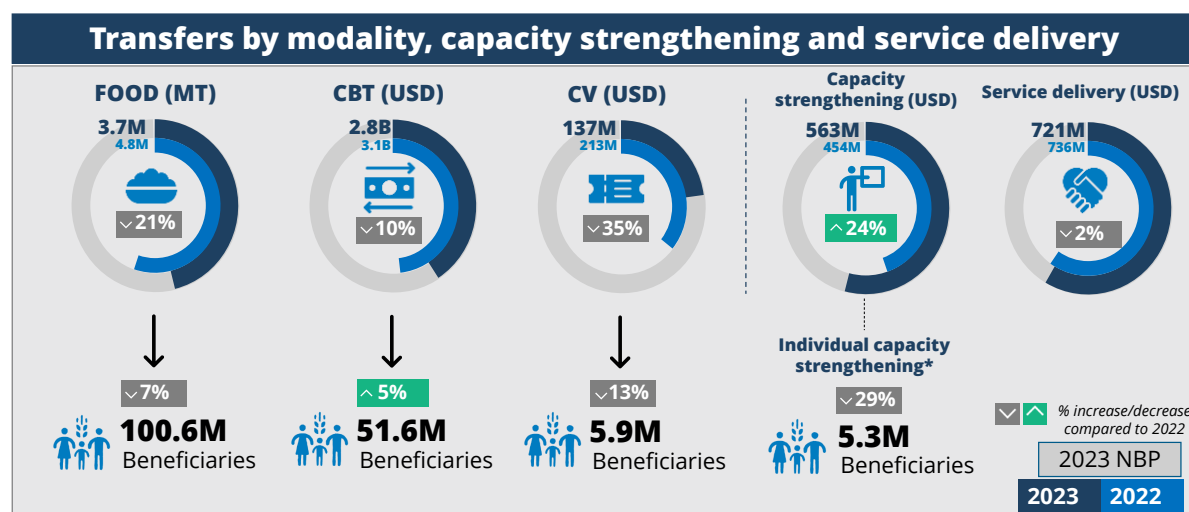 Transfers by modality, capacity strengthening and service delivery
FOOD (MT)
3.7M
4.8M
21%
7%
100.6M
Beneficiaries
CBT (USD)
2.8B
3.1B
10%
5%
51.6M
Beneficiaries
CV (USD)
137M
213M
35%
13%
5.9M
Beneficiaries
Capacity
strengthening (USD)
563M
454M
24%
Individual capacity
strengthening*
29%
5.3M
Beneficiaries
Service delivery (USD)
721M
736M
2%
% increase/decrease
compared to 2022
2023 NBP
2023 2022